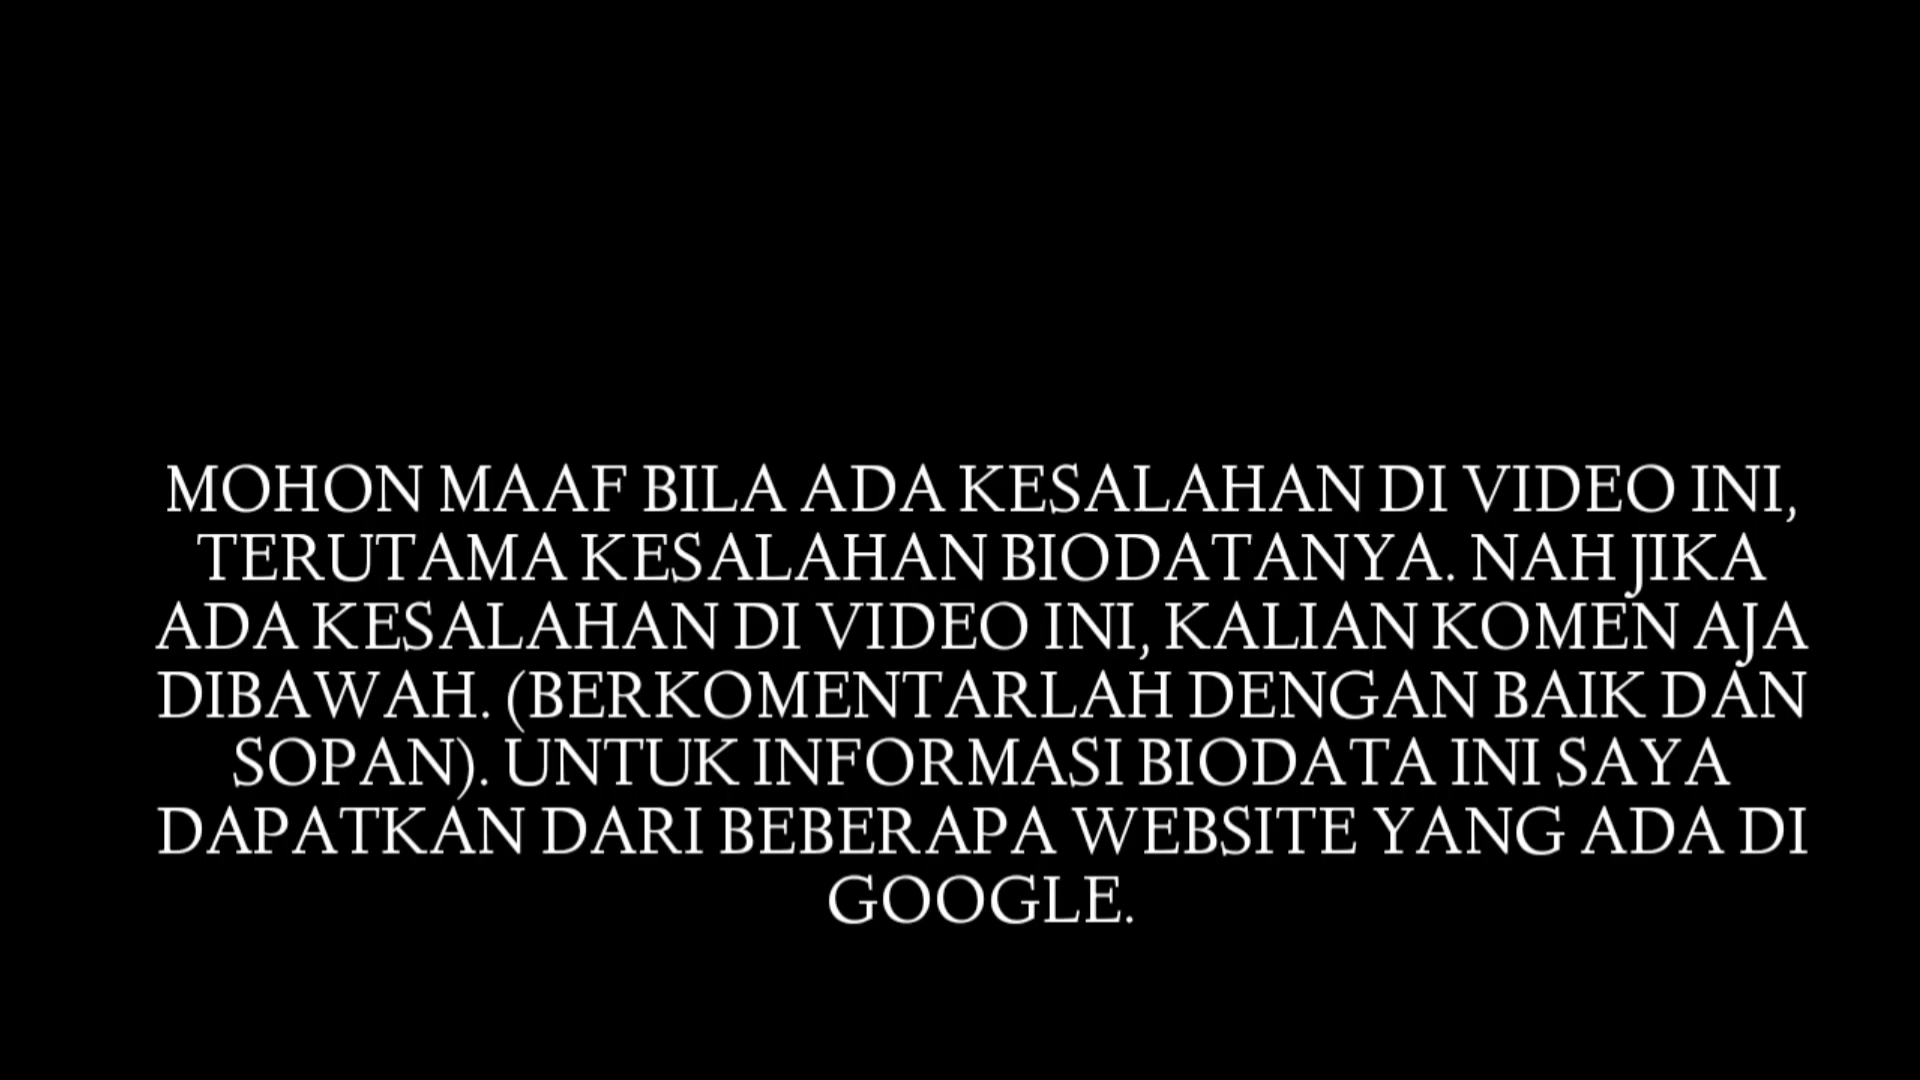 MOHON MAAF BILA ADA KESALAHAN DI VIDEO INI,
TERUTAMA KESALAHAN BIODATANYA. NAH JIKA
ADA KESALAHAN DI VIDEO INI, KALIAN KOMEN AJA
DIBAWAH. (BERKOMENTARLAH DENGAN BAIK DAN
SOPAN). UNTUK INFORMASI BIODATA INI SAYA
DAPATKAN DARI BEBERAPA WEBSITE YANG ADA DI
GOOGLE.